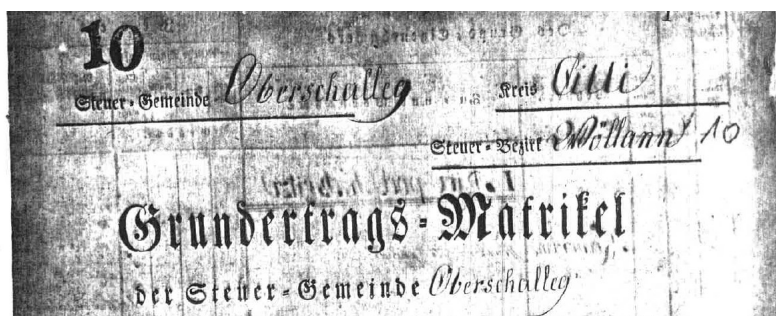 10
Steuer-Gemeinde Oberschalleg Kreis Cilli
Steuer-Bezirk Wöllann 10
Grundertrags-Matrikel
der Steuer-Gemeinde Oberschalleg